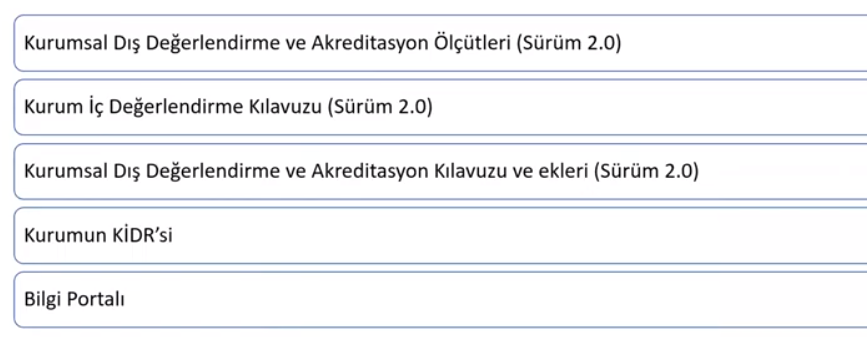 Kurumsal Dış Değerlendirme ve Akreditasyon Ölçütleri (Sürüm 2.0)
Kurum İç Değerlendirme Kılavuzu (Sürüm 2.0)
Kurumsal Dış Değerlendirme ve Akreditasyon Kılavuzu ve ekleri (Sürüm 2.0)
Kurumun KİDR’si
Bilgi Portalı